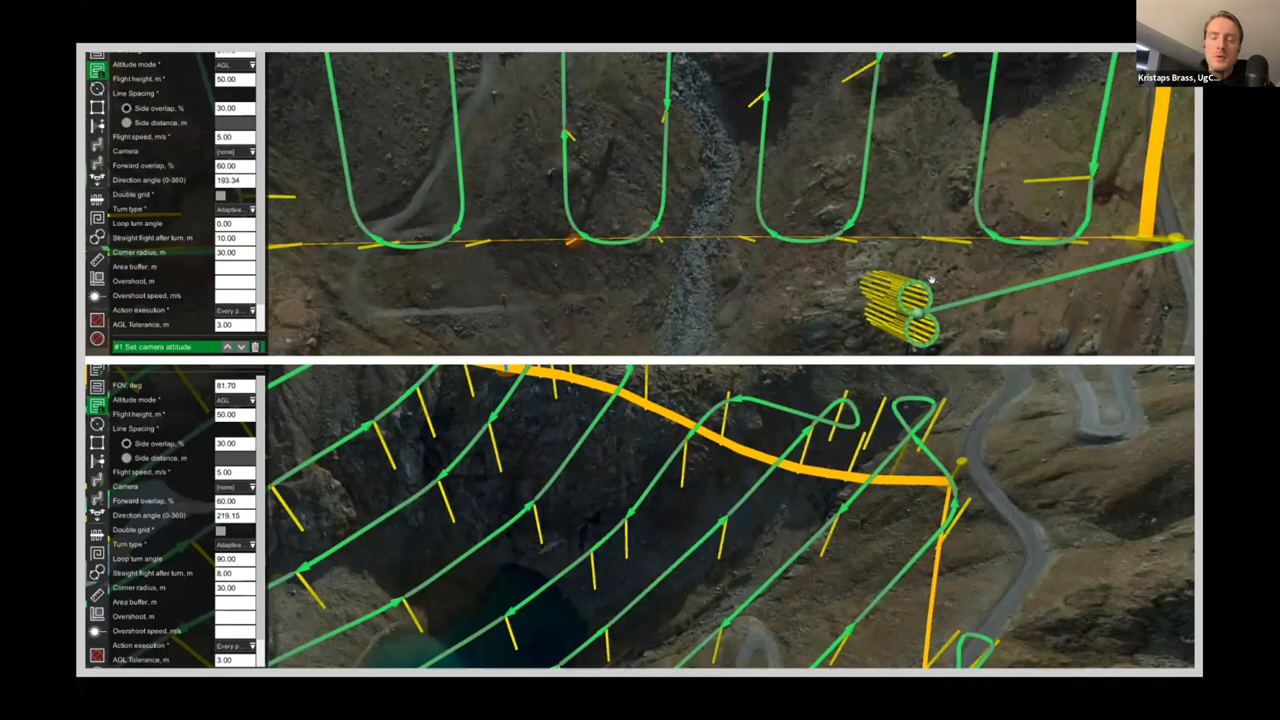 Kristaps Brass, UgC...
Altitude mode * AGL
Flight height, m * 50.00
Line Spacing *
Side overlap, % 30.00
Side distance, m
Flight speed, m/s * 5.00
Camera [none]
Forward overlap, % 60.00
Direction angle (0-360) 193.34
Double grid *
Turn type * Adaptive...
Loop turn angle 0.00
Straight flight after turn, m 10.00
Corner radius, m 30.00
Area buffer, m
Overshoot, m
Overshoot speed, m/s
Action execution * Every p...
AGL Tolerance, m 3.00
#1 Set camera attitude
FOV, deg 81.70
Altitude mode * AGL
Flight height, m * 50.00
Line Spacing *
Side overlap, % 30.00
Side distance, m
Flight speed, m/s * 5.00
Camera [none]
Forward overlap, % 60.00
Direction angle (0-360) 219.15
Double grid *
Turn type * Adaptive...
Loop turn angle 90.00
Straight flight after turn, m 8.00
Corner radius, m 30.00
Area buffer, m
Overshoot, m
Overshoot speed, m/s
Action execution * Every p...
AGL Tolerance, m 3.00